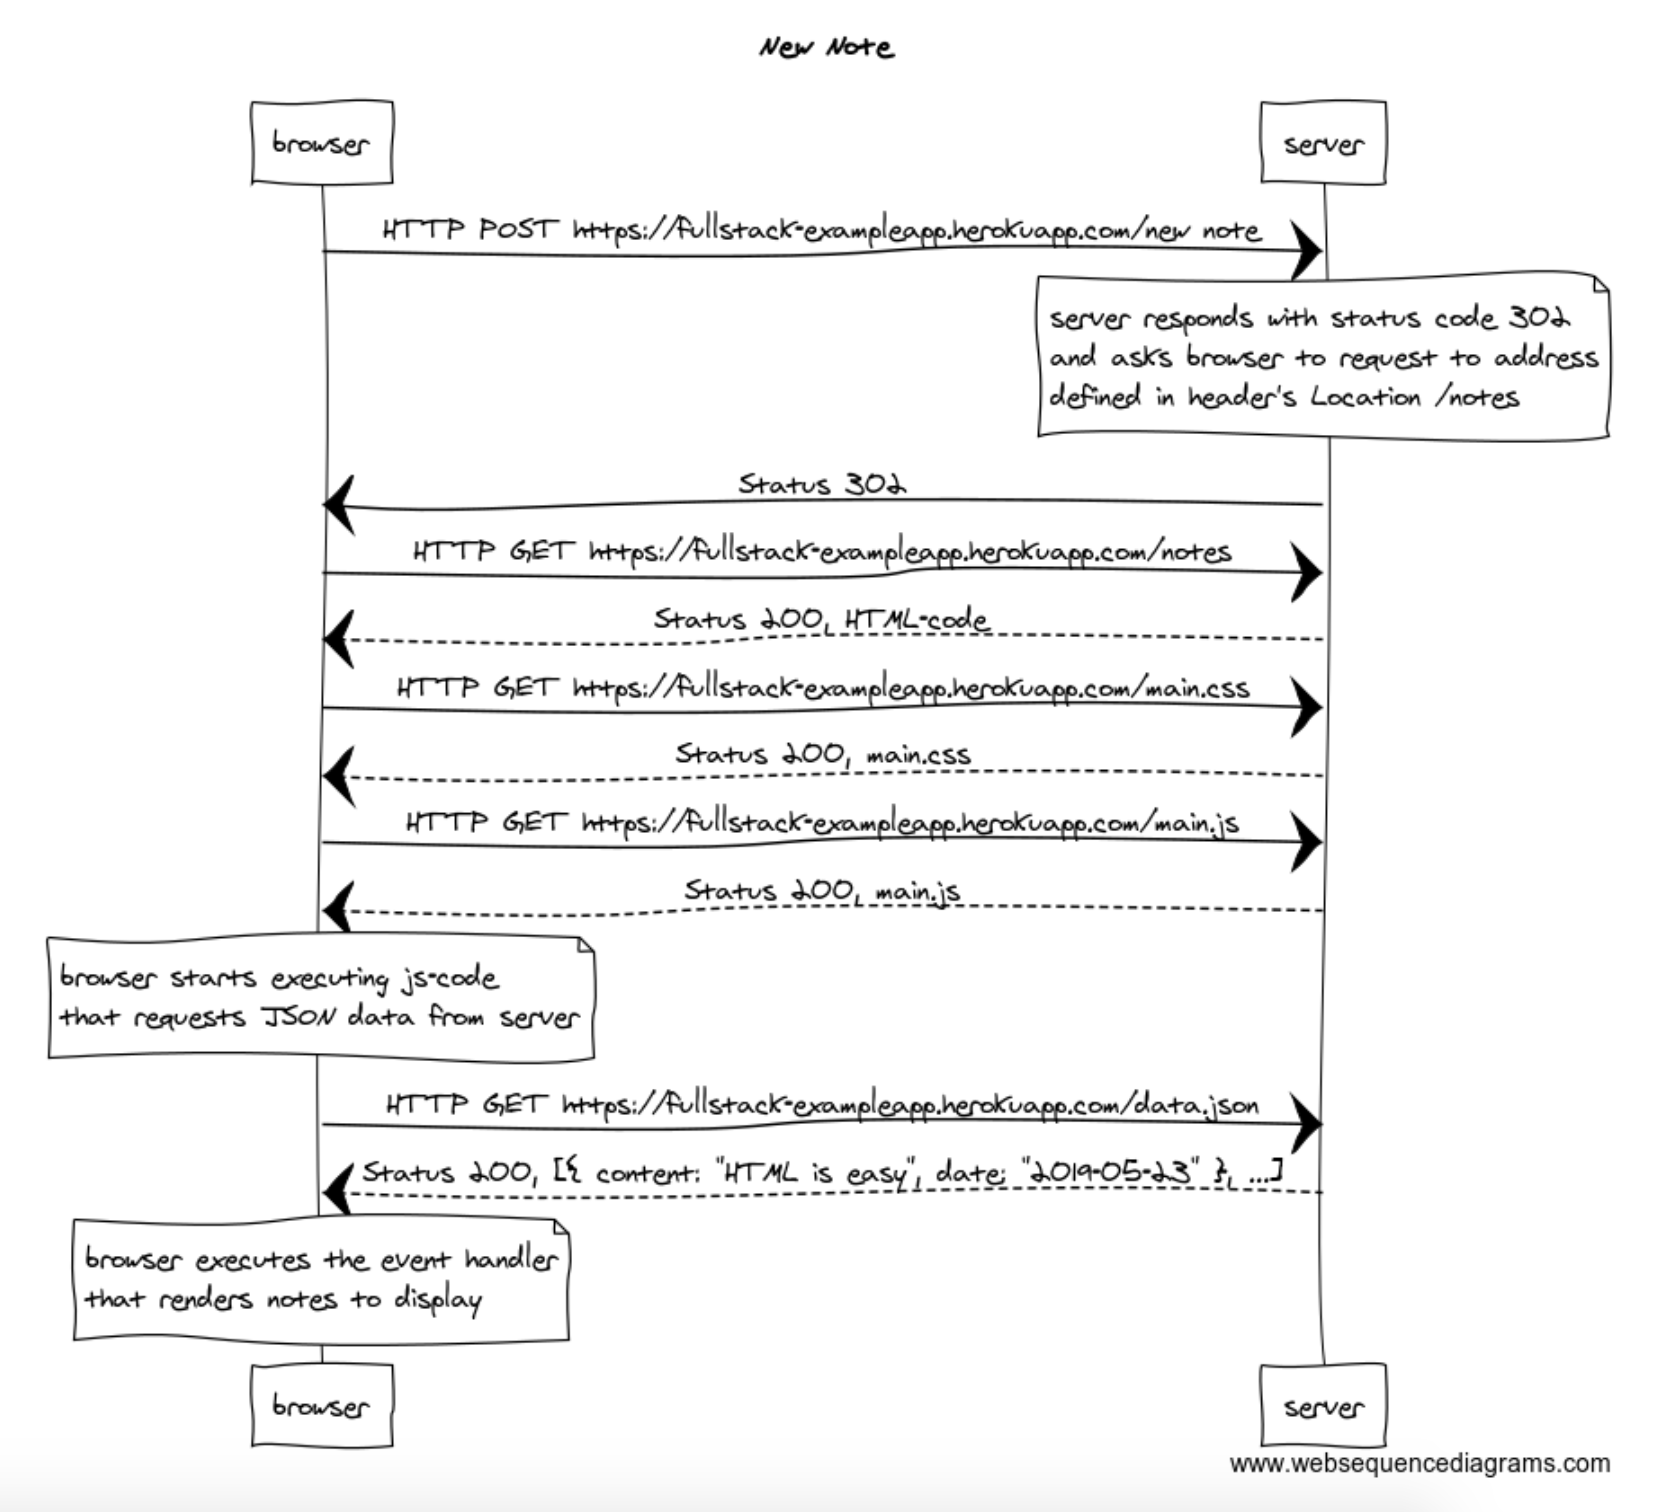 New Note
browser
server
HTTP POST https://fullstack-exampleapp.herokuapp.com/new note
server responds with status code 302
and asks browser to request to address
defined in header's Location /notes
Status 302
HTTP GET https://fullstack-exampleapp.herokuapp.com/notes
Status 200, HTML-code
HTTP GET https://fullstack-exampleapp.herokuapp.com/main.css
Status 200, main.css
HTTP GET https://fullstack-exampleapp.herokuapp.com/main.js
Status 200, main.js
browser starts executing js-code
that requests JSON data from server
HTTP GET https://fullstack-exampleapp.herokuapp.com/data.json
Status 200, [{ content: "HTML is easy", date: "2019-05-23" }, ...]
browser executes the event handler
that renders notes to display
browser
server
www.websequencediagrams.com